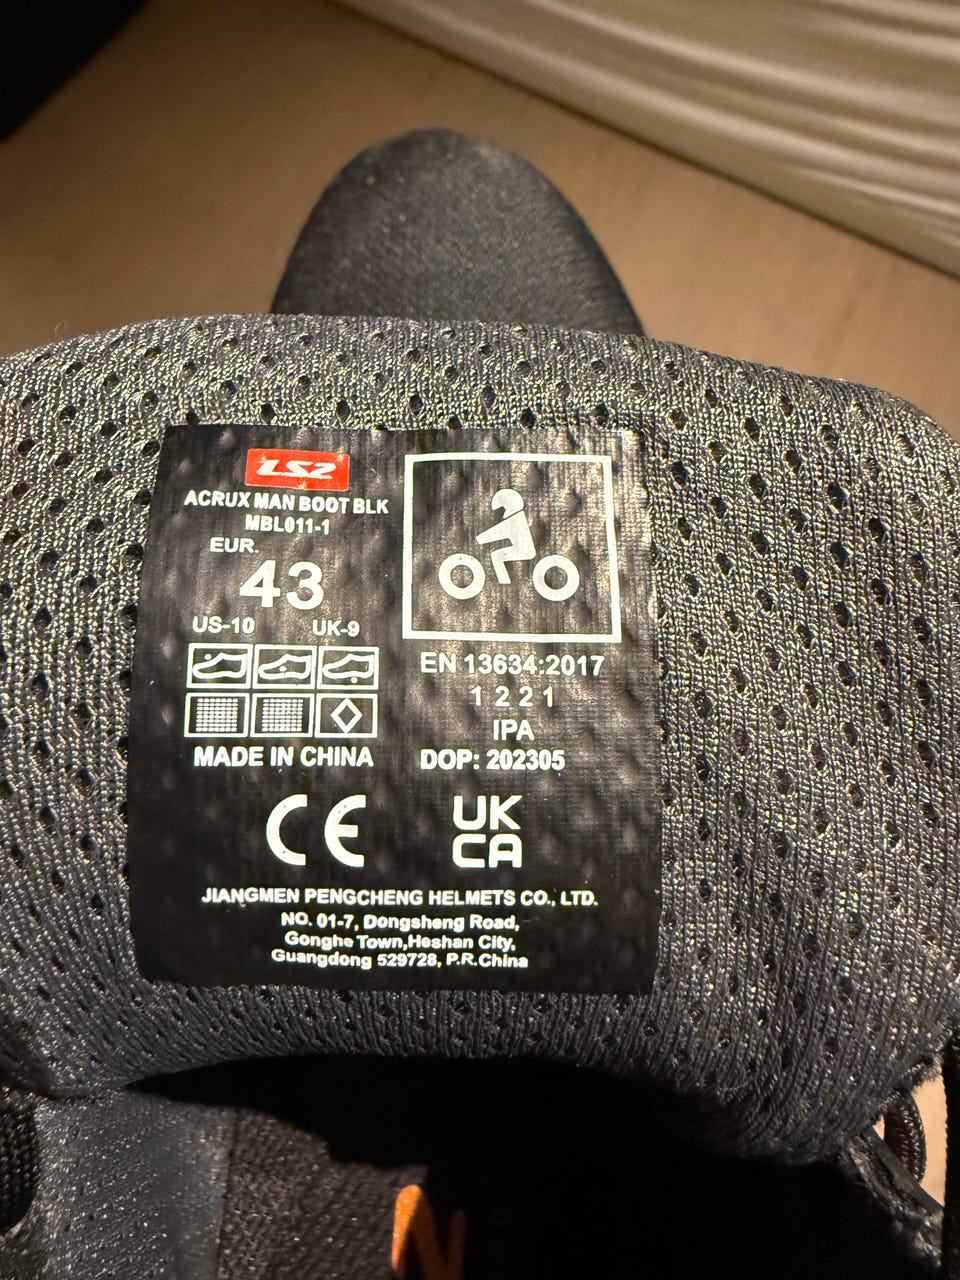 LS2
ACRUX MAN BOOT BLK
MBL011-1
EUR.
43
US-10 UK-9
MADE IN CHINA
EN 13634:2017
1 2 2 1
IPA
DOP: 202305
CE
UK
CA
JIANGMEN PENGCHENG HELMETS CO., LTD.
NO. 01-7, Dongsheng Road,
Gonghe Town,Heshan City,
Guangdong 529728, P.R.China